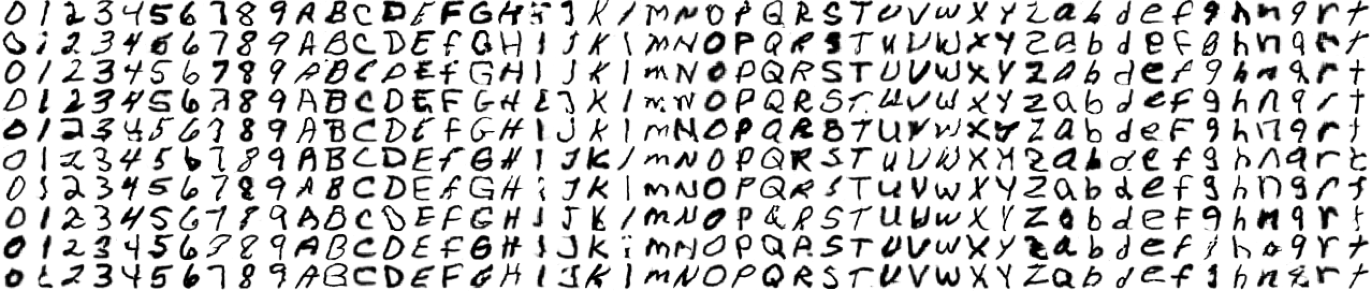 0 1 2 3 4 5 6 7 8 9 A B C D E F G H I J K l M N O P Q R S T U V W X Y Z a b d e f g h n q r t
0 1 2 3 4 5 6 7 8 9 A B C D E f G H I J K l M N O P Q R S T U V W X Y Z a b d e f g h n q r t
0 1 2 3 4 5 6 7 8 9 A B C D E f G H I J K l m N O P Q R S T U V W X Y Z a b d e f g h n q r t
0 1 2 3 4 5 6 7 8 9 A B C D E F G H I J K l m N O P Q R S T U V W X Y Z a b d e f g h n q r t
0 1 2 3 4 5 6 7 8 9 A B C D E f G H I J K l M N O P Q R S T U V W X Y Z a b d e F g h n q r t
0 1 2 3 4 5 6 7 8 9 A B C D E f G H I J K l m N O P Q R S T U V W X Y Z a b d e f g h n q r t
0 1 2 3 4 5 6 7 8 9 A B C D E f G H I J K l m N O P Q R S T U V W X Y Z a b d e f g h n q r t
0 1 2 3 4 5 6 7 8 9 A B C D E F G H I J K l m N O P Q R S T U V W X Y Z a b d e f g h n q r t
0 1 2 3 4 5 6 7 8 9 A B C D E F G H I J K l m N O P Q R S T U V W X Y Z a b d e f g h n q r t
0 1 2 3 4 5 6 7 8 9 A B C D E F G H I J K l m N O P Q R S T U V W X Y Z a b d e f g h n q r t